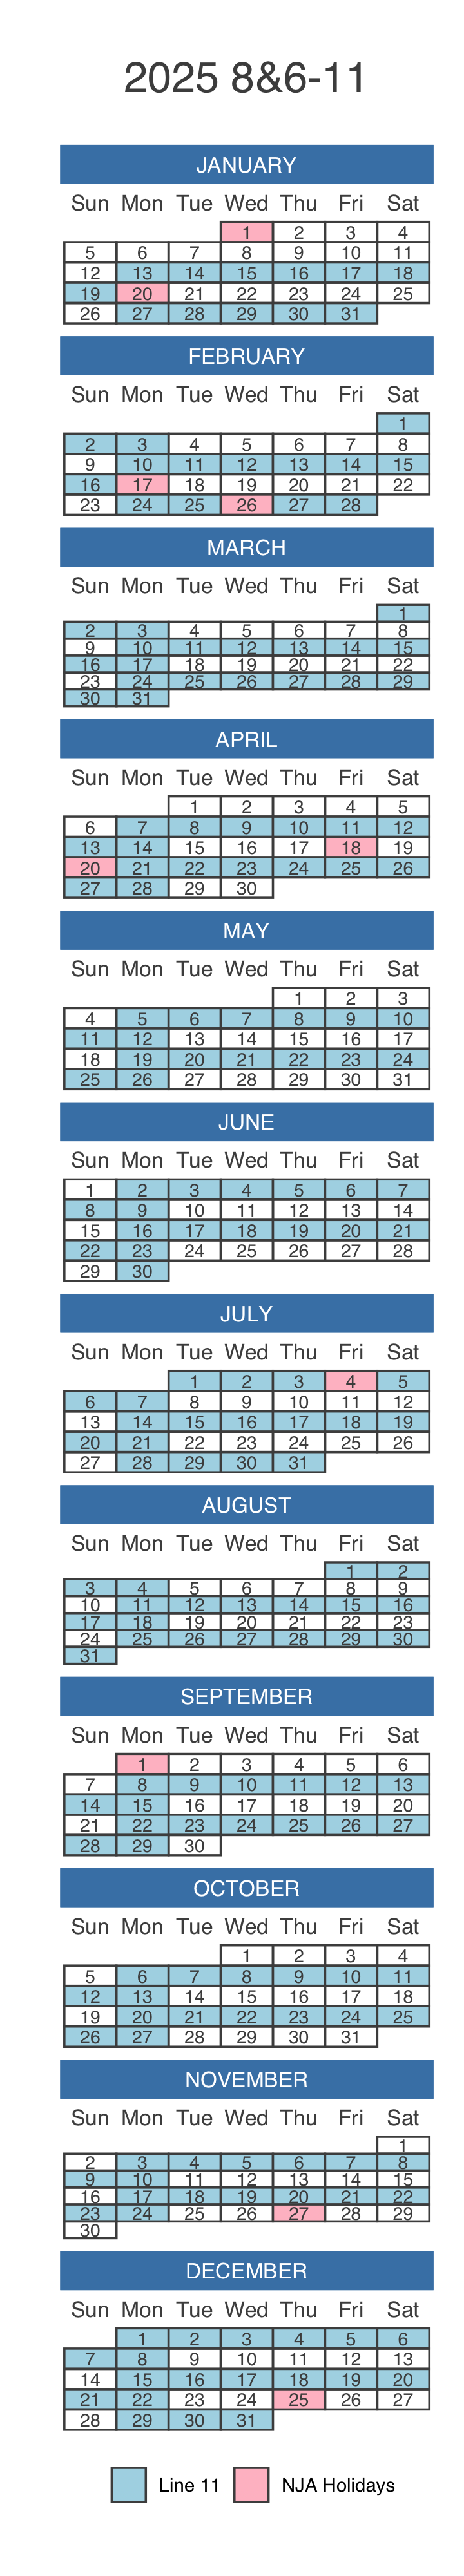 2025 8&6-11
JANUARY
Sun Mon Tue Wed Thu Fri Sat
1 2 3 4
5 6 7 8 9 10 11
12 13 14 15 16 17 18
19 20 21 22 23 24 25
26 27 28 29 30 31
FEBRUARY
Sun Mon Tue Wed Thu Fri Sat
1
2 3 4 5 6 7 8
9 10 11 12 13 14 15
16 17 18 19 20 21 22
23 24 25 26 27 28
MARCH
Sun Mon Tue Wed Thu Fri Sat
1
2 3 4 5 6 7 8
9 10 11 12 13 14 15
16 17 18 19 20 21 22
23 24 25 26 27 28 29
30 31
APRIL
Sun Mon Tue Wed Thu Fri Sat
1 2 3 4 5
6 7 8 9 10 11 12
13 14 15 16 17 18 19
20 21 22 23 24 25 26
27 28 29 30
MAY
Sun Mon Tue Wed Thu Fri Sat
1 2 3
4 5 6 7 8 9 10
11 12 13 14 15 16 17
18 19 20 21 22 23 24
25 26 27 28 29 30 31
JUNE
Sun Mon Tue Wed Thu Fri Sat
1 2 3 4 5 6 7
8 9 10 11 12 13 14
15 16 17 18 19 20 21
22 23 24 25 26 27 28
29 30
JULY
Sun Mon Tue Wed Thu Fri Sat
1 2 3 4 5
6 7 8 9 10 11 12
13 14 15 16 17 18 19
20 21 22 23 24 25 26
27 28 29 30 31
AUGUST
Sun Mon Tue Wed Thu Fri Sat
1 2
3 4 5 6 7 8 9
10 11 12 13 14 15 16
17 18 19 20 21 22 23
24 25 26 27 28 29 30
31
SEPTEMBER
Sun Mon Tue Wed Thu Fri Sat
1 2 3 4 5 6
7 8 9 10 11 12 13
14 15 16 17 18 19 20
21 22 23 24 25 26 27
28 29 30
OCTOBER
Sun Mon Tue Wed Thu Fri Sat
1 2 3 4
5 6 7 8 9 10 11
12 13 14 15 16 17 18
19 20 21 22 23 24 25
26 27 28 29 30 31
NOVEMBER
Sun Mon Tue Wed Thu Fri Sat
1
2 3 4 5 6 7 8
9 10 11 12 13 14 15
16 17 18 19 20 21 22
23 24 25 26 27 28 29
30
DECEMBER
Sun Mon Tue Wed Thu Fri Sat
1 2 3 4 5 6
7 8 9 10 11 12 13
14 15 16 17 18 19 20
21 22 23 24 25 26 27
28 29 30 31
Line 11 NJA Holidays